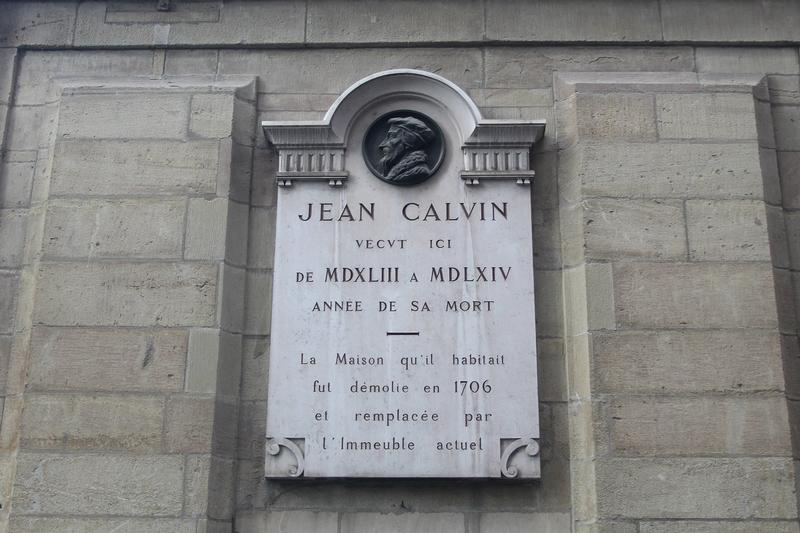 JEAN CALVIN
VECVT ICI
DE MDXLIII A MDLXIV
ANNÉE DE SA MORT
La Maison qu'il habitait
fut démolie en 1706
et remplacée par
l'Immeuble actuel